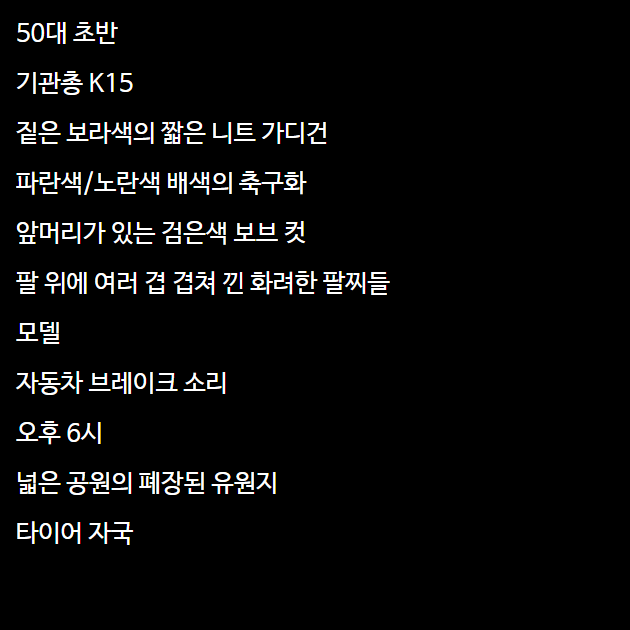 50대 초반
기관총 K15
짙은 보라색의 짧은 니트 가디건
파란색/노란색 배색의 축구화
앞머리가 있는 검은색 보브 컷
팔 위에 여러 겹 겹쳐 낀 화려한 팔찌들
모델
자동차 브레이크 소리
오후 6시
넓은 공원의 폐장된 유원지
타이어 자국